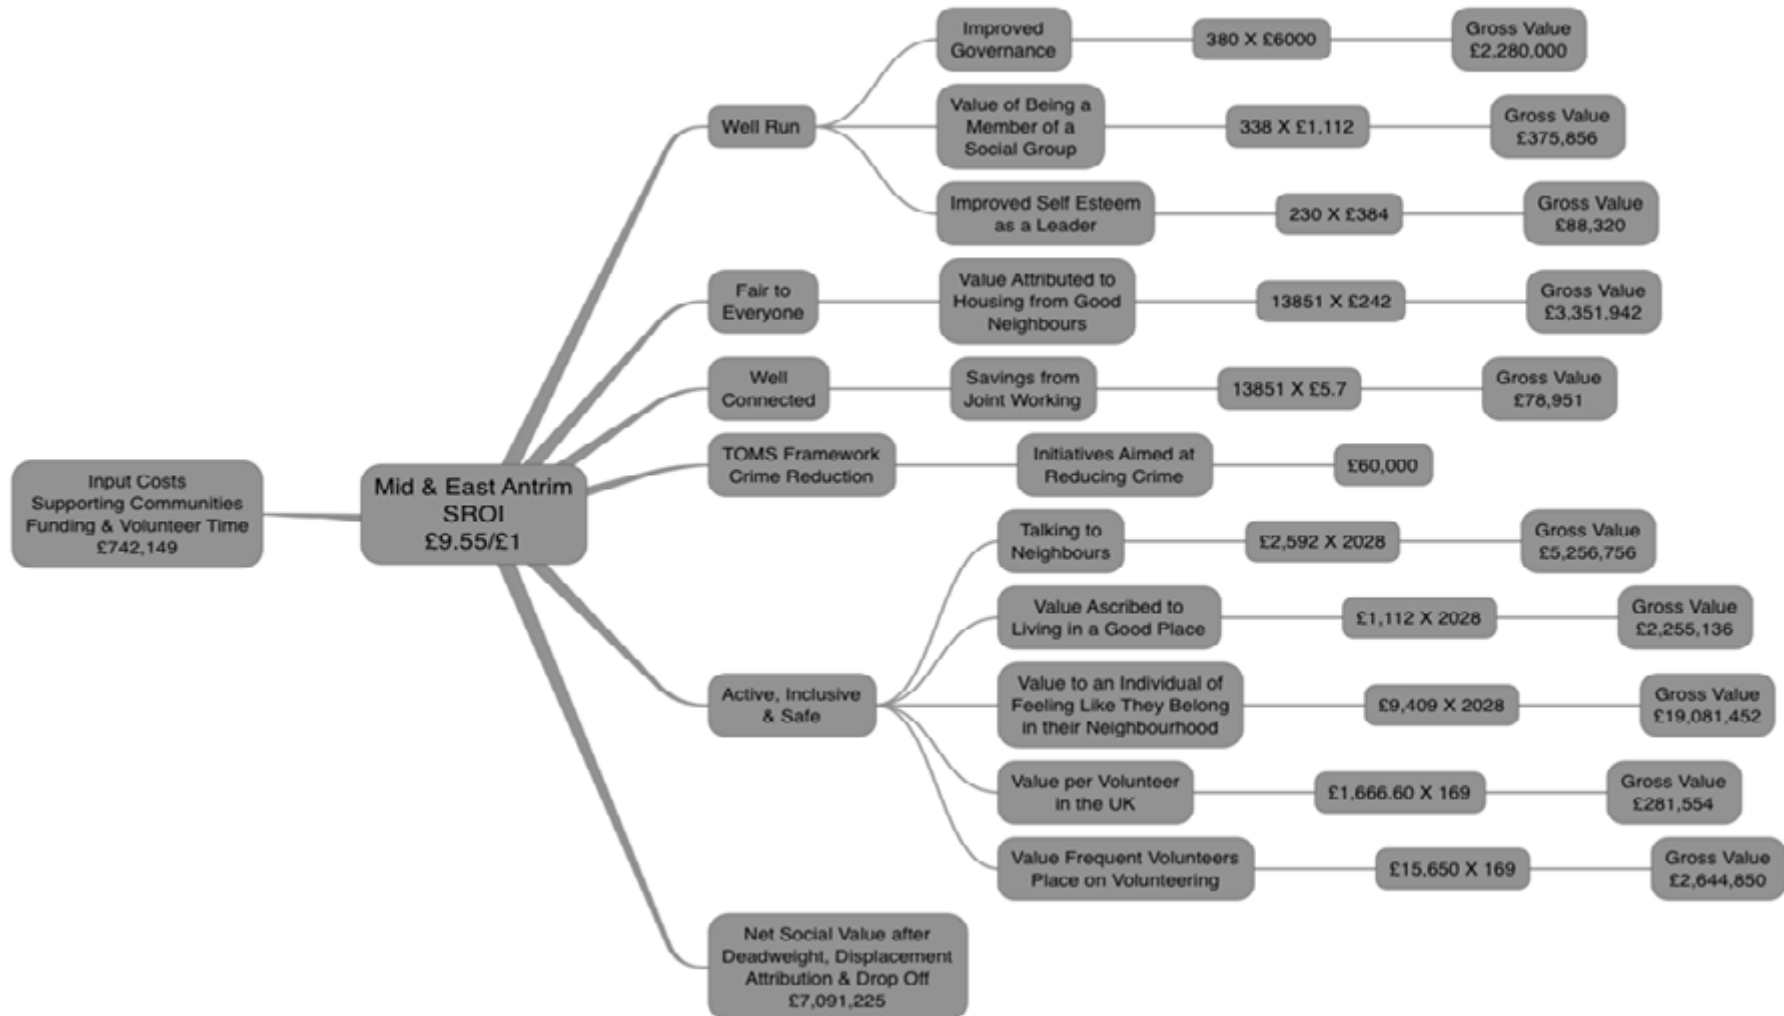 Input Costs
Supporting Communities
Funding & Volunteer Time
£742,149
Mid & East Antrim
SROI
£9.55/£1
Well Run
Improved
Governance
380 X £6000
Gross Value
£2,280,000
Value of Being a
Member of a
Social Group
338 X £1,112
Gross Value
£375,856
Improved Self Esteem
as a Leader
230 X £384
Gross Value
£88,320
Fair to
Everyone
Value Attributed to
Housing from Good
Neighbours
13851 X £242
Gross Value
£3,351,942
Well
Connected
Savings from
Joint Working
13851 X £5.7
Gross Value
£78,951
TOMS Framework
Crime Reduction
Initiatives Aimed at
Reducing Crime
£60,000
Active, Inclusive
& Safe
Talking to
Neighbours
£2,592 X 2028
Gross Value
£5,256,756
Value Ascribed to
Living in a Good Place
£1,112 X 2028
Gross Value
£2,255,136
Value to an Individual of
Feeling Like They Belong
in their Neighbourhood
£9,409 X 2028
Gross Value
£19,081,452
Value per Volunteer
in the UK
£1,666.60 X 169
Gross Value
£281,554
Value Frequent Volunteers
Place on Volunteering
£15,650 X 169
Gross Value
£2,644,850
Net Social Value after
Deadweight, Displacement
Attribution & Drop Off
£7,091,225